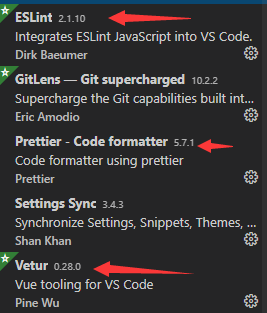 ESLint 2.1.10
Integrates ESLint JavaScript into VS Code.
Dirk Baeumer
GitLens — Git supercharged 10.2.2
Supercharge the Git capabilities built int...
Eric Amodio
Prettier - Code formatter 5.7.1
Code formatter using prettier
Prettier
Settings Sync 3.4.3
Synchronize Settings, Snippets, Themes, ...
Shan Khan
Vetur 0.28.0
Vue tooling for VS Code
Pine Wu